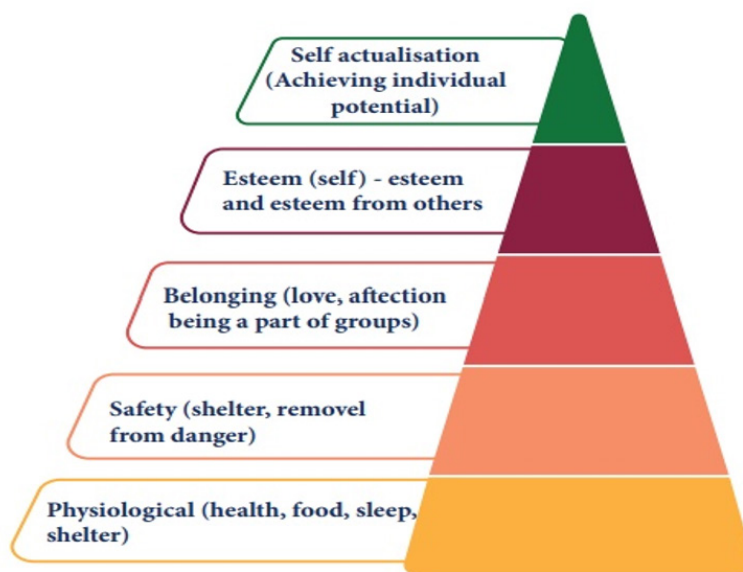 Self actualisation
(Achieving individual
potential)
Esteem (self) - esteem
and esteem from others
Belonging (love, aftection
being a part of groups)
Safety (shelter, removel
from danger)
Physiological (health, food, sleep,
shelter)